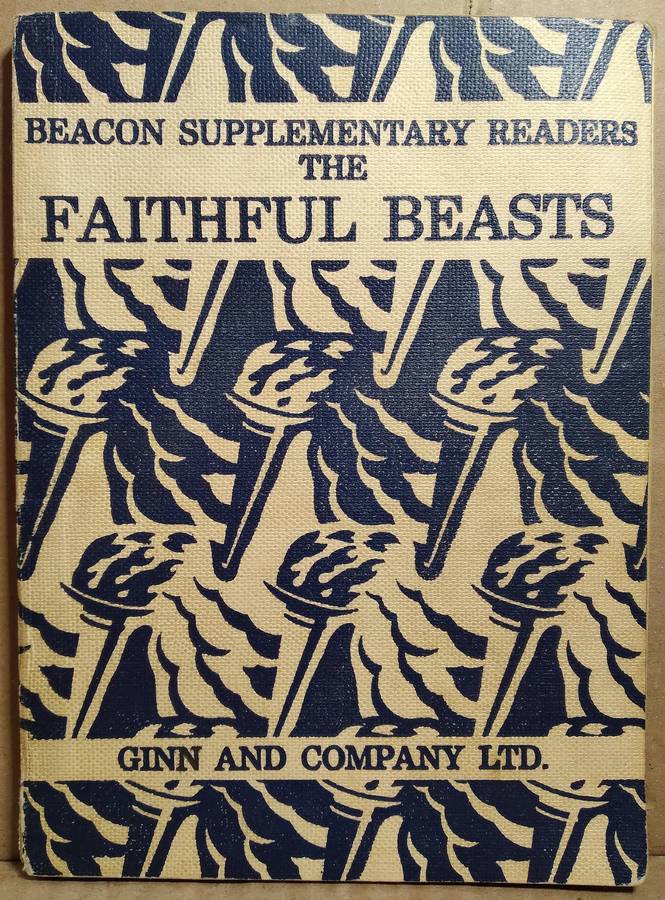 BEACON SUPPLEMENTARY READERS
THE
FAITHFUL BEASTS
GINN AND COMPANY LTD.